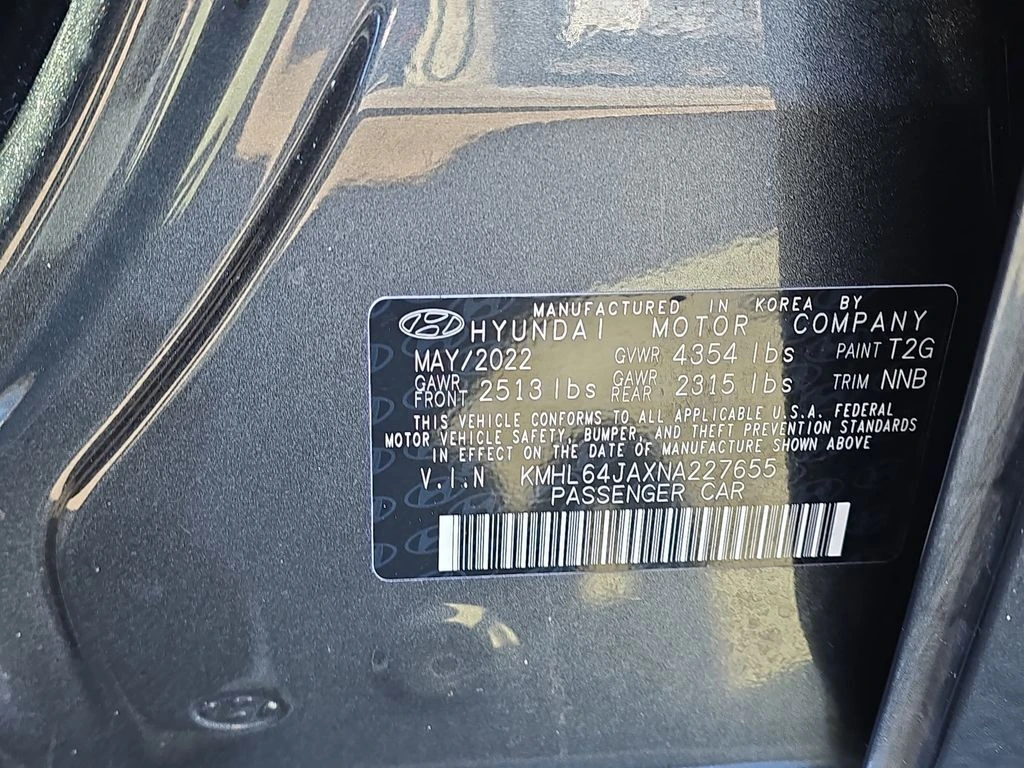 MANUFACTURED IN KOREA BY
HYUNDAI MOTOR COMPANY
MAY/2022 GVWR 4354 lbs PAINT T2G
GAWR FRONT 2513 lbs GAWR REAR 2315 lbs TRIM NNB
THIS VEHICLE CONFORMS TO ALL APPLICABLE U.S.A. FEDERAL
MOTOR VEHICLE SAFETY, BUMPER, AND THEFT PREVENTION STANDARDS
IN EFFECT ON THE DATE OF MANUFACTURE SHOWN ABOVE
V.I.N KMHL64JAXNA227655
PASSENGER CAR